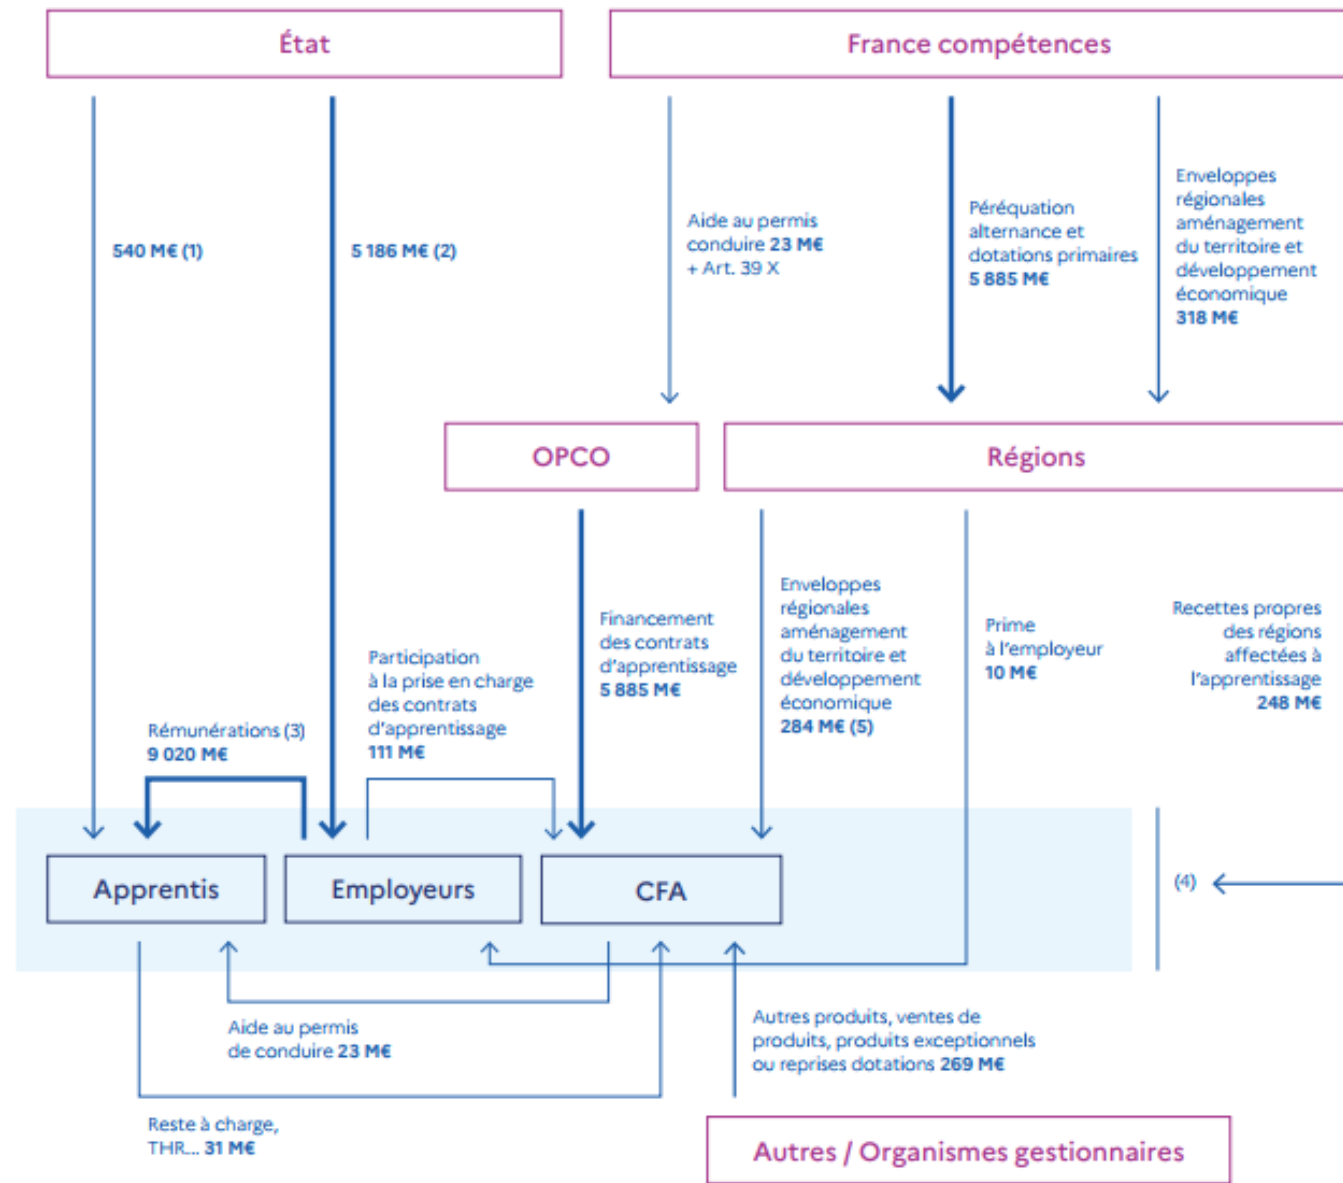 État
France compétences
540 M€ (1)
5 186 M€ (2)
Aide au permis
conduire 23 M€
+ Art. 39 X
Péréquation
alternance et
dotations primaires
5 885 M€
Enveloppes
régionales
aménagement
du territoire et
développement
économique
318 M€
OPCO
Régions
Rémunérations (3)
9 020 M€
Participation
à la prise en charge
des contrats
d'apprentissage
111 M€
Financement
des contrats
d'apprentissage
5 885 M€
Enveloppes
régionales
aménagement
du territoire et
développement
économique
284 M€ (5)
Prime
à l'employeur
10 M€
Recettes propres
des régions
affectées à
l'apprentissage
248 M€
Apprentis
Employeurs
CFA
(4)
Aide au permis
de conduire 23 M€
Autres produits, ventes de
produits, produits exceptionnels
ou reprises dotations 269 M€
Reste à charge,
THR... 31 M€
Autres / Organismes gestionnaires